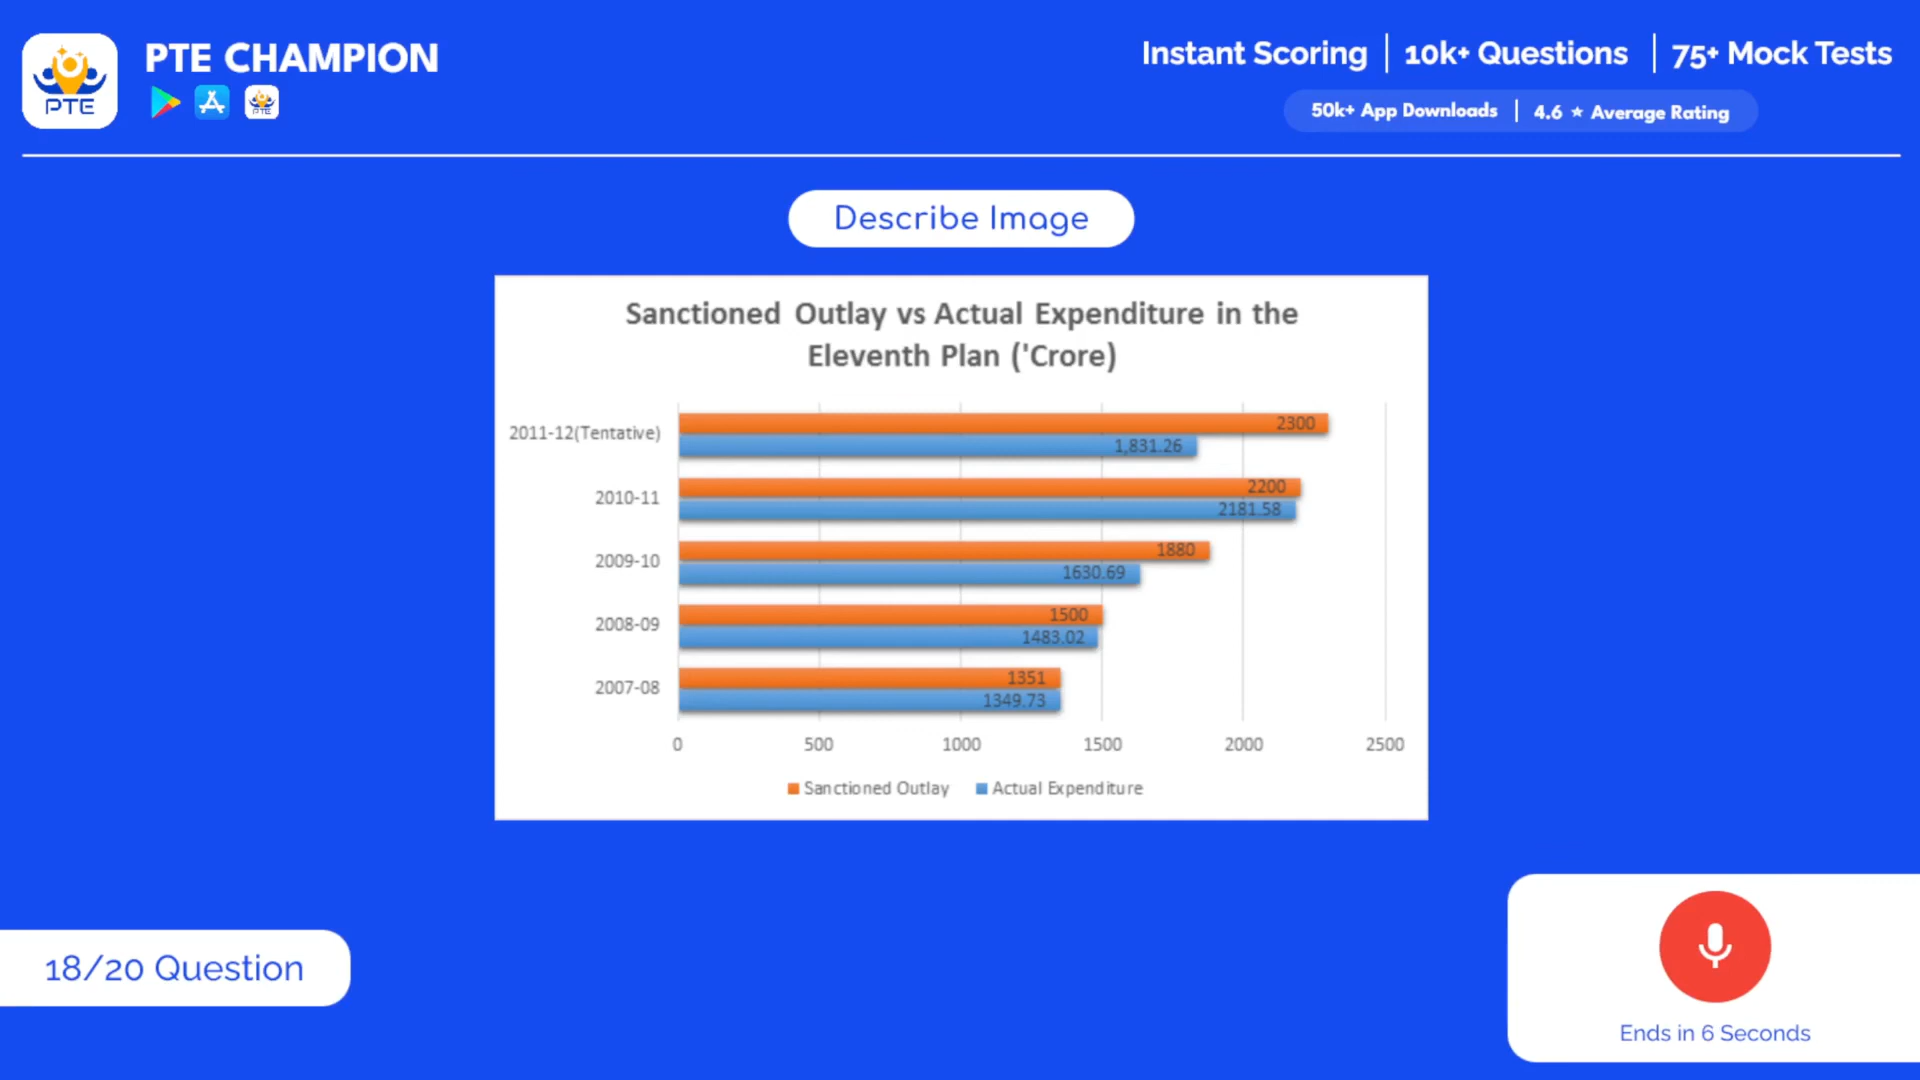 PTE CHAMPION
PTE
PTE
Instant Scoring | 10k+ Questions | 75+ Mock Tests
50k+ App Downloads | 4.6 ★ Average Rating
Describe Image
Sanctioned Outlay vs Actual Expenditure in the
Eleventh Plan ('Crore)
2011-12(Tentative)
2300
1,831.26
2010-11
2200
2181.58
2009-10
1880
1630.69
2008-09
1500
1483.02
2007-08
1351
1349.73
0 500 1000 1500 2000 2500
Sanctioned Outlay Actual Expenditure
18/20 Question
Ends in 6 Seconds